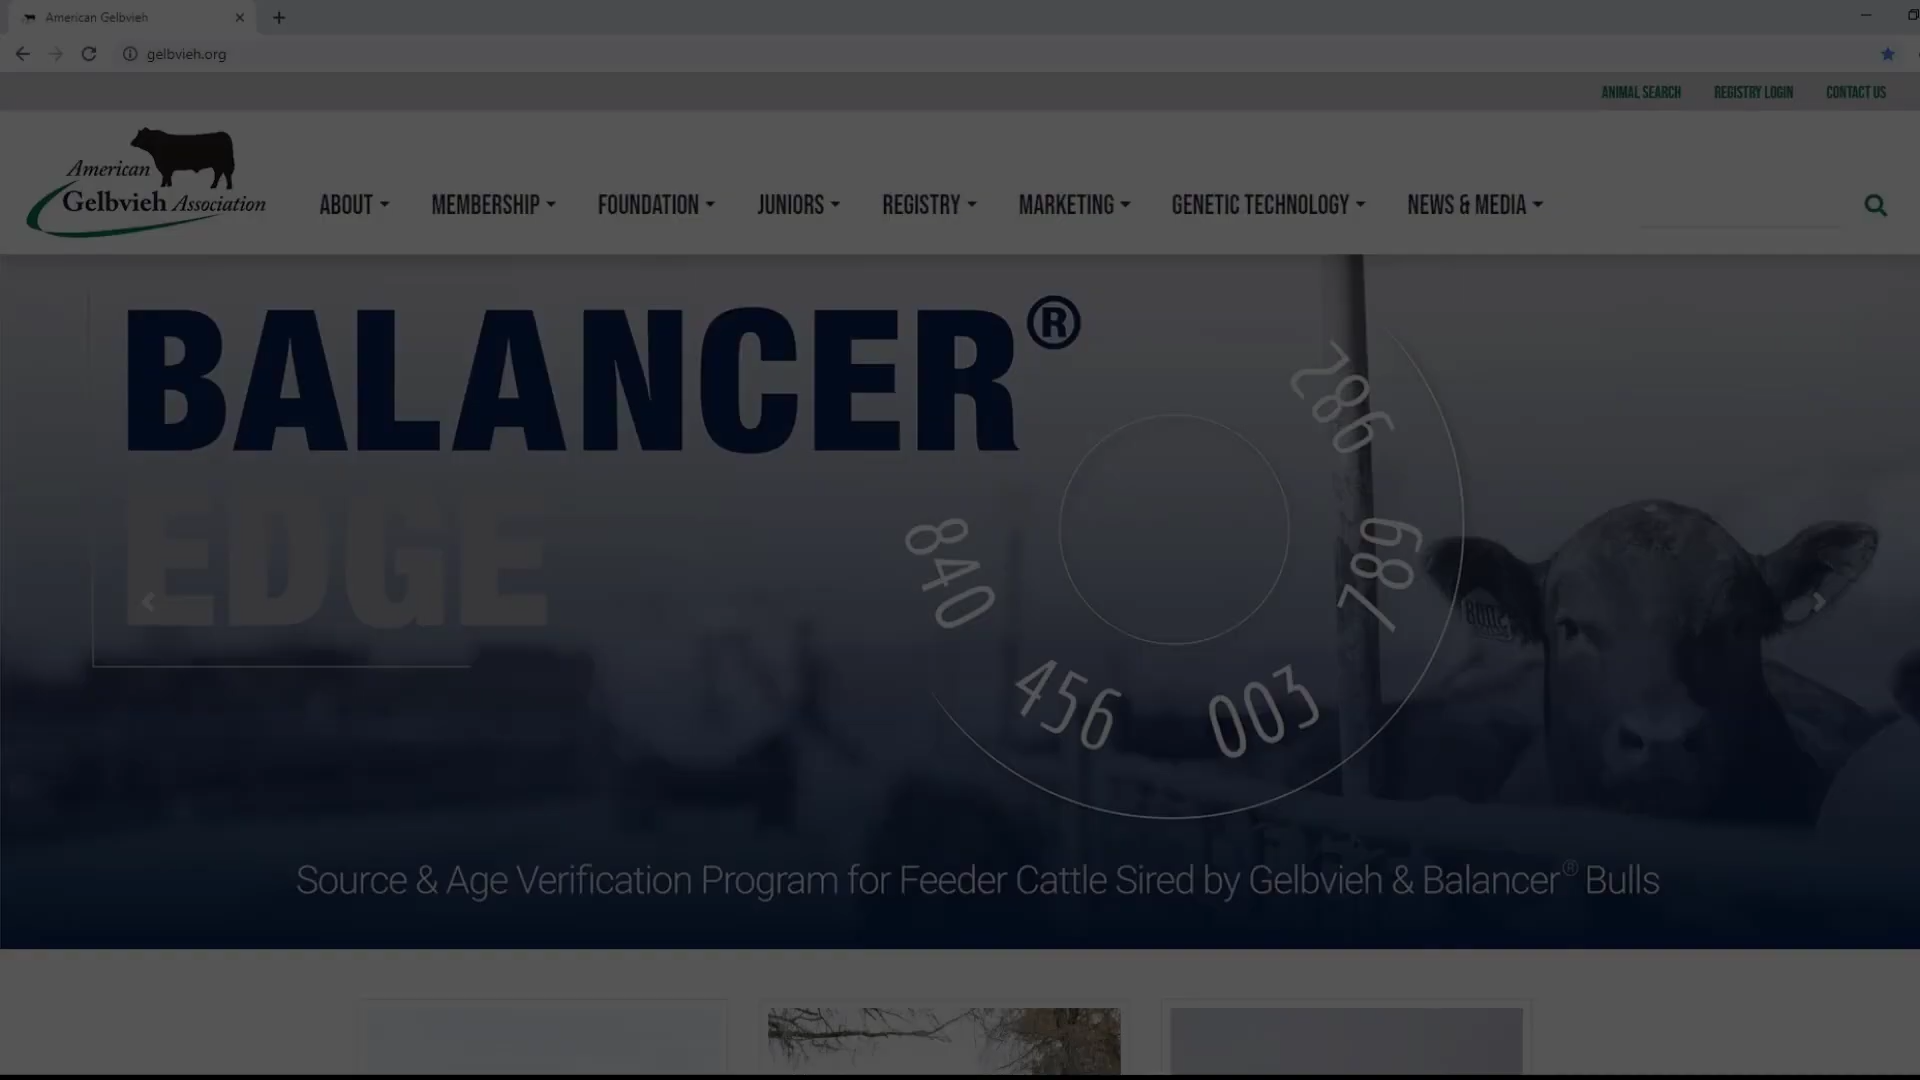 American Gelbvieh
gelbvieh.org
ANIMAL SEARCH REGISTRY LOGIN CONTACT US
American
Gelbvieh Association
ABOUT MEMBERSHIP FOUNDATION JUNIORS REGISTRY MARKETING GENETIC TECHNOLOGY NEWS & MEDIA
BALANCER®
EDGE
840
456
003
789
286
Source & Age Verification Program for Feeder Cattle Sired by Gelbvieh & Balancer® Bulls